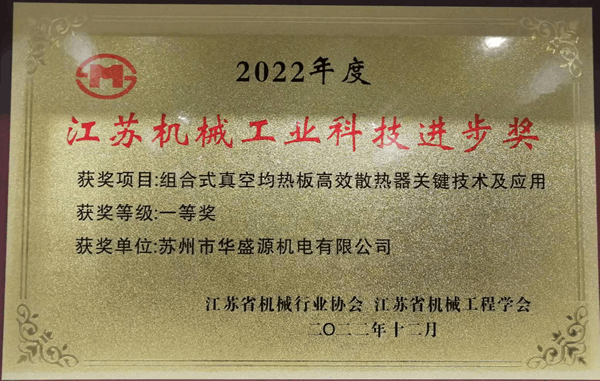 2022年度
江苏机械工业科技进步奖
获奖项目:组合式真空均热板高效散热器关键技术及应用
获奖等级:一等奖
获奖单位:苏州市华盛源机电有限公司
江苏省机械行业协会 江苏省机械工程学会
二〇二二年十二月